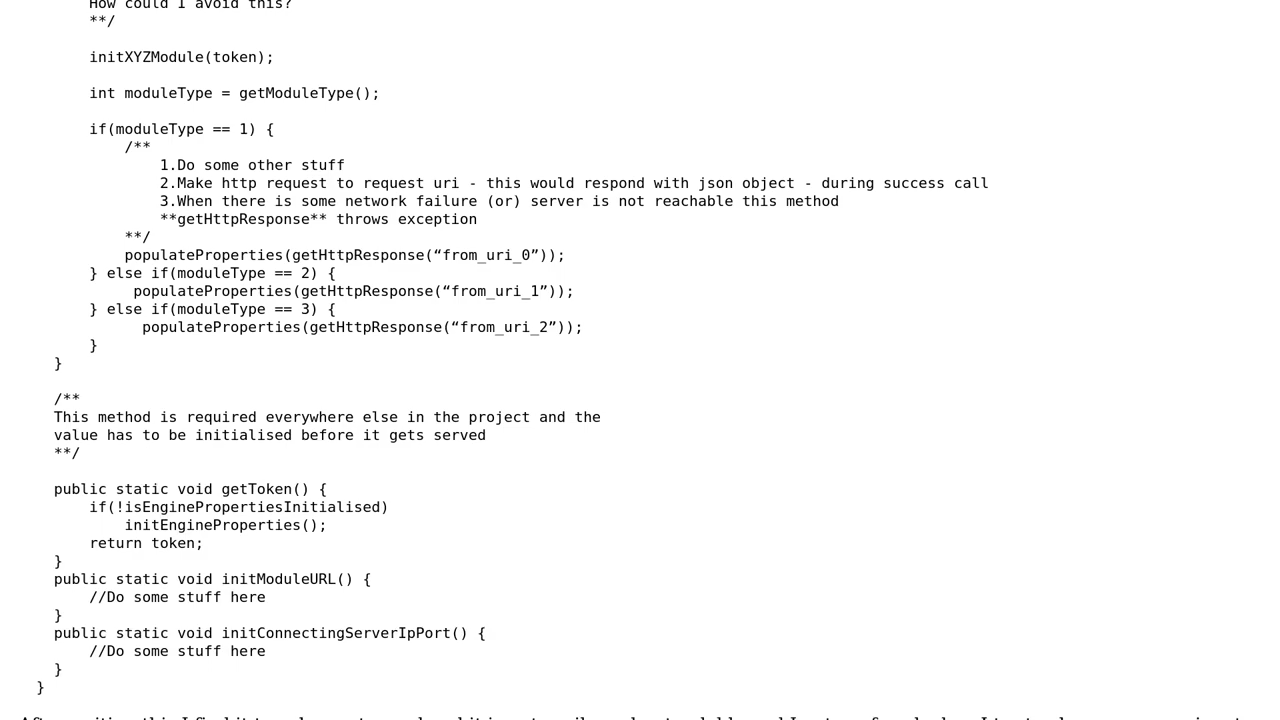 How could I avoid this?
**/
initXYZModule(token);
int moduleType = getModuleType();
if(moduleType == 1) {
/**
1.Do some other stuff
2.Make http request to request uri - this would respond with json object - during success call
3.When there is some network failure (or) server is not reachable this method
**getHttpResponse** throws exception
**/
populateProperties(getHttpResponse(“from_uri_0”));
} else if(moduleType == 2) {
populateProperties(getHttpResponse(“from_uri_1”));
} else if(moduleType == 3) {
populateProperties(getHttpResponse(“from_uri_2”));
}
}
/**
This method is required everywhere else in the project and the
value has to be initialised before it gets served
**/
public static void getToken() {
if(!isEnginePropertiesInitialised)
initEngineProperties();
return token;
}
public static void initModuleURL() {
//Do some stuff here
}
public static void initConnectingServerIpPort() {
//Do some stuff here
}
}